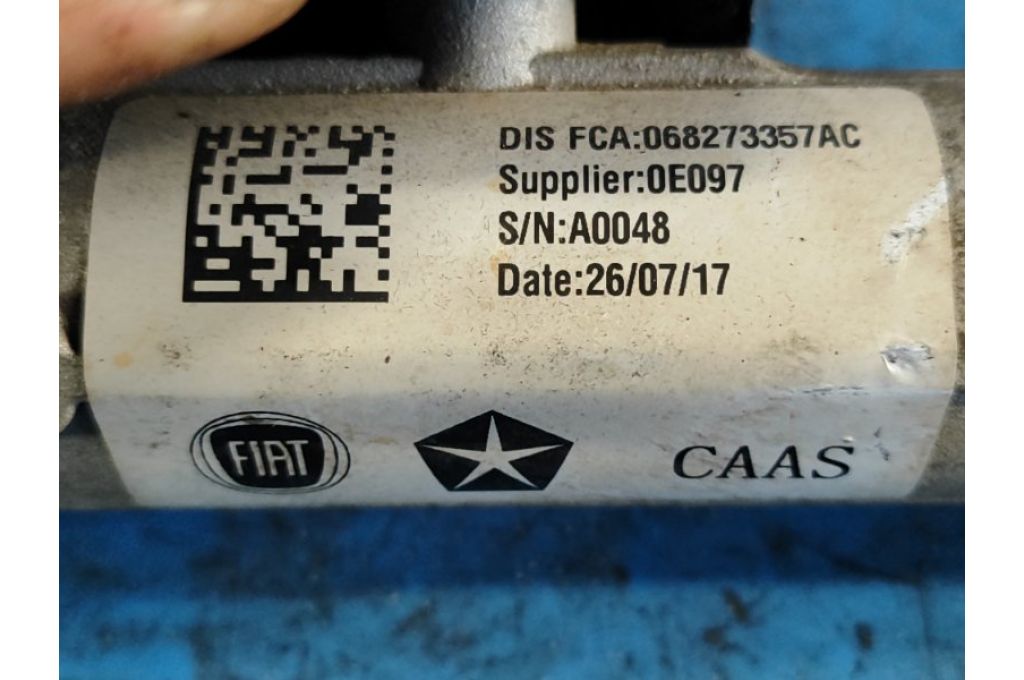 DIS FCA:068273357AC
Supplier:0E097
S/N:A0048
Date:26/07/17
FIAT
CAAS